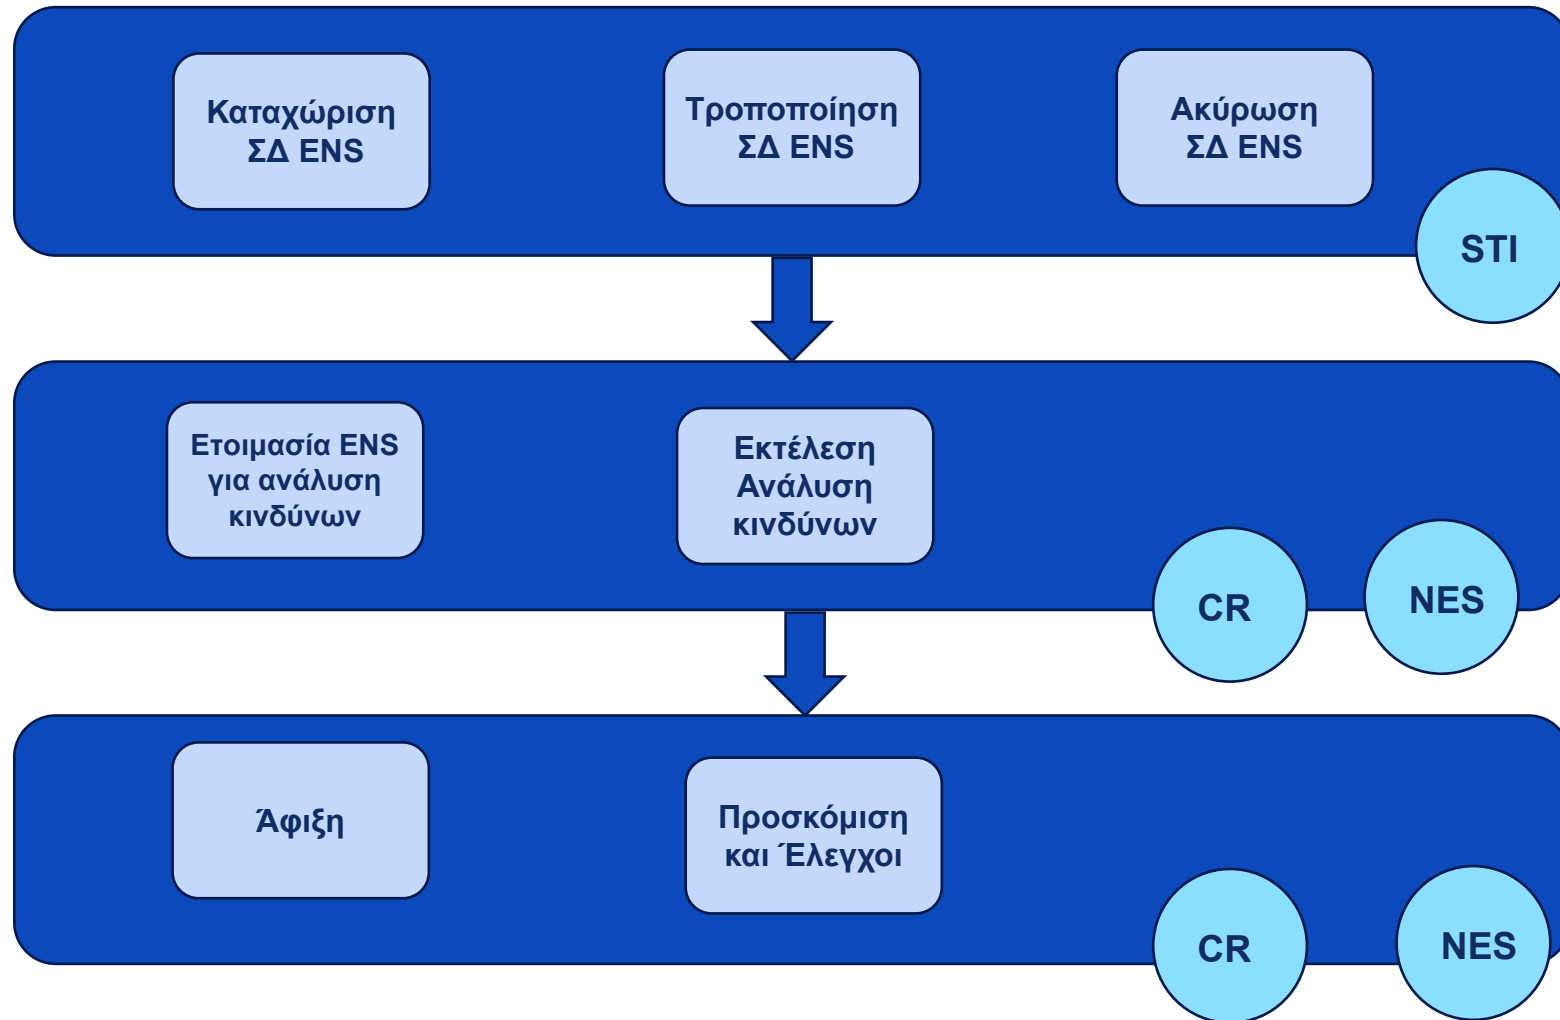 Καταχώριση
ΣΔ ENS
Τροποποίηση
ΣΔ ENS
Ακύρωση
ΣΔ ENS
STI
Ετοιμασία ENS
για ανάλυση
κινδύνων
Εκτέλεση
Ανάλυση
κινδύνων
CR
NES
Άφιξη
Προσκόμιση
και Έλεγχοι
CR
NES